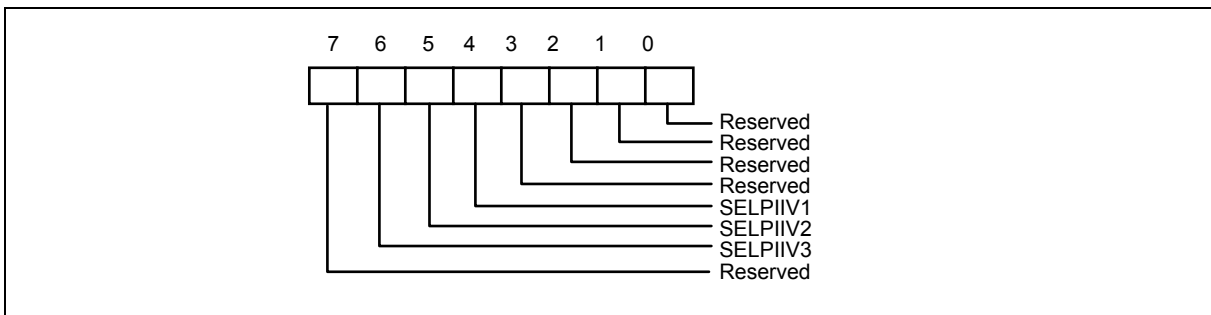 7 6 5 4 3 2 1 0
Reserved
Reserved
Reserved
Reserved
SELPIIV1
SELPIIV2
SELPIIV3
Reserved